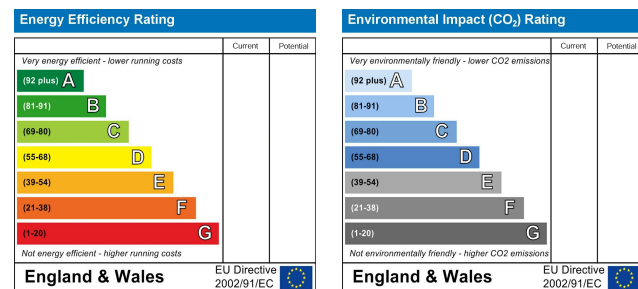 Energy Efficiency Rating
Current Potential
Very energy efficient - lower running costs
(92 plus) A
(81-91) B
(69-80) C
(55-68) D
(39-54) E
(21-38) F
(1-20) G
Not energy efficient - higher running costs
England & Wales
EU Directive
2002/91/EC
Environmental Impact (CO₂) Rating
Current Potential
Very environmentally friendly - lower CO2 emissions
(92 plus) A
(81-91) B
(69-80) C
(55-68) D
(39-54) E
(21-38) F
(1-20) G
Not environmentally friendly - higher CO2 emissions
England & Wales
EU Directive
2002/91/EC